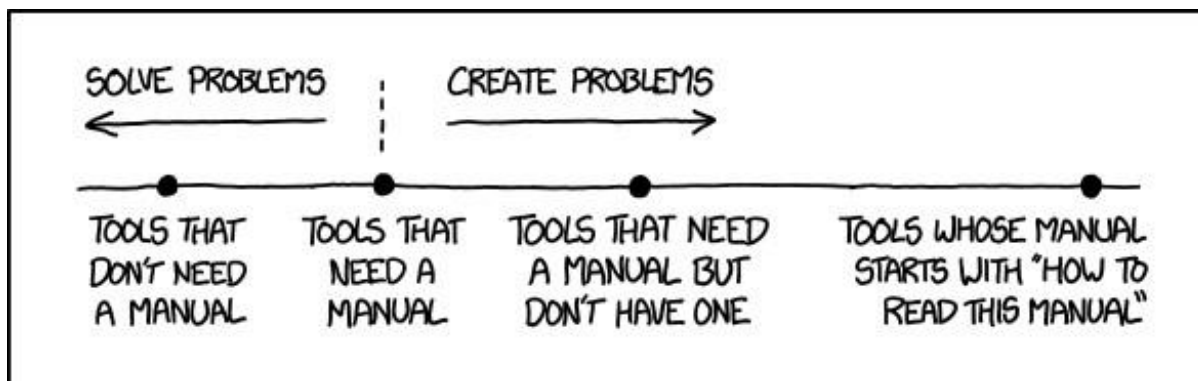 SOLVE PROBLEMS
CREATE PROBLEMS
TOOLS THAT
DON'T NEED
A MANUAL
TOOLS THAT
NEED A
MANUAL
TOOLS THAT NEED
A MANUAL BUT
DON'T HAVE ONE
TOOLS WHOSE MANUAL
STARTS WITH "HOW TO
READ THIS MANUAL"